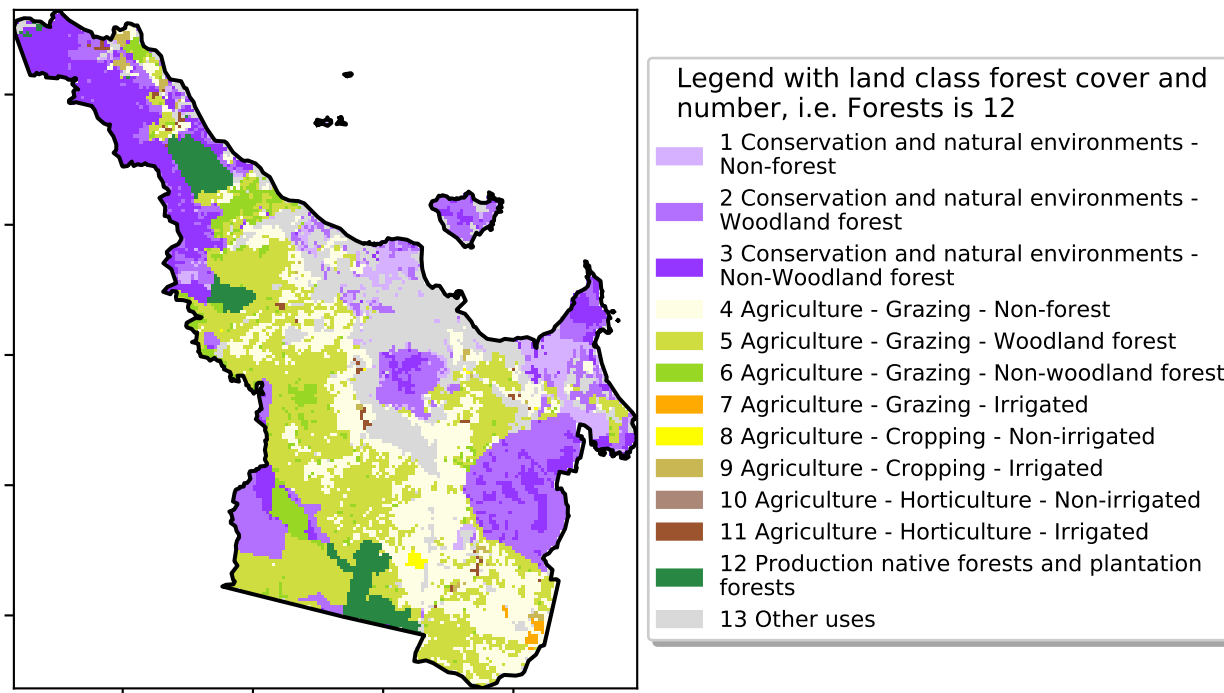 Legend with land class forest cover and
number, i.e. Forests is 12
1 Conservation and natural environments -
Non-forest
2 Conservation and natural environments -
Woodland forest
3 Conservation and natural environments -
Non-Woodland forest
4 Agriculture - Grazing - Non-forest
5 Agriculture - Grazing - Woodland forest
6 Agriculture - Grazing - Non-woodland forest
7 Agriculture - Grazing - Irrigated
8 Agriculture - Cropping - Non-irrigated
9 Agriculture - Cropping - Irrigated
10 Agriculture - Horticulture - Non-irrigated
11 Agriculture - Horticulture - Irrigated
12 Production native forests and plantation
forests
13 Other uses